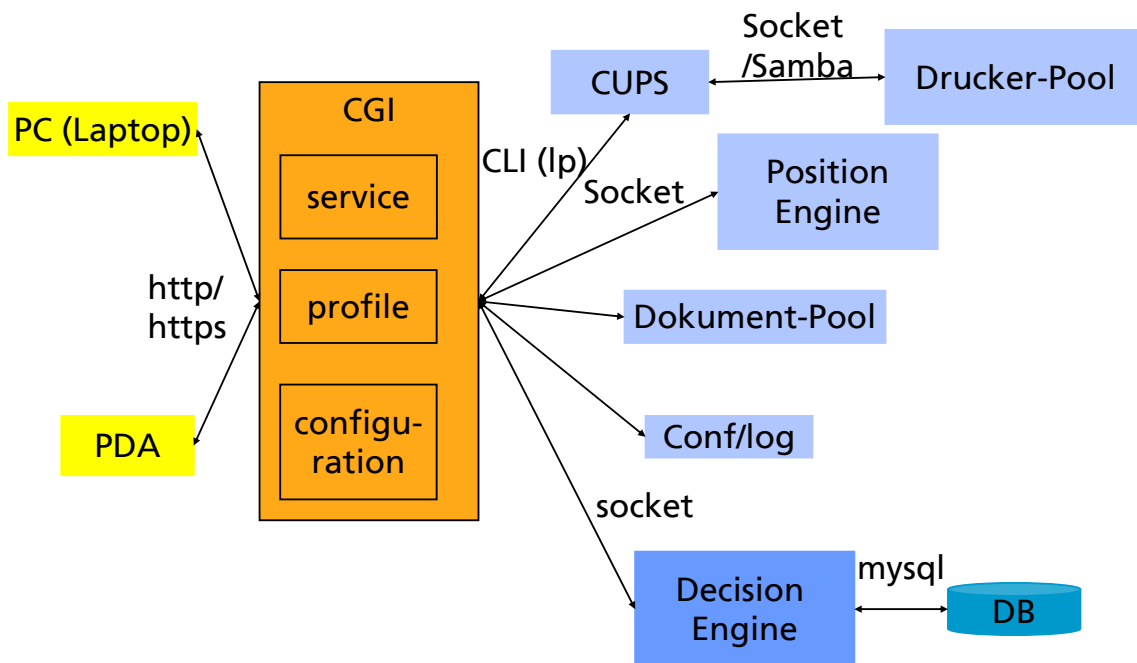 PC (Laptop)
http/
https
PDA
CGI
service
profile
configu-
ration
CLI (lp)
CUPS
Socket
/Samba
Drucker-Pool
Socket
Position
Engine
Dokument-Pool
Conf/log
socket
Decision
Engine
mysql
DB